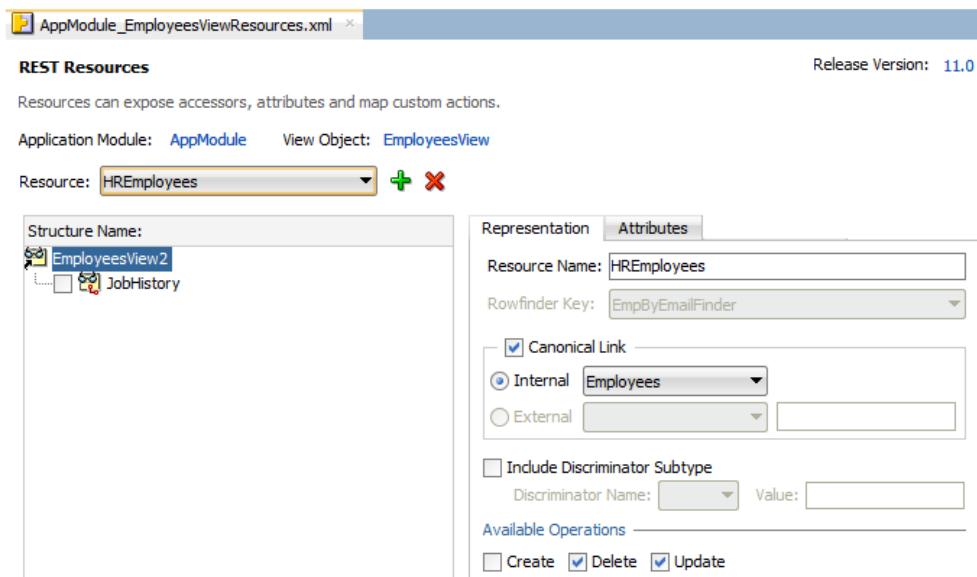 AppModule_EmployeesViewResources.xml
REST Resources
Release Version: 11.0
Resources can expose accessors, attributes and map custom actions.
Application Module: AppModule View Object: EmployeesView
Resource: HREmployees
Structure Name:
EmployeesView2
JobHistory
Representation Attributes
Resource Name: HREmployees
Rowfinder Key: EmpByEmailFinder
Canonical Link
Internal Employees
External
Include Discriminator Subtype
Discriminator Name: Value:
Available Operations
Create Delete Update